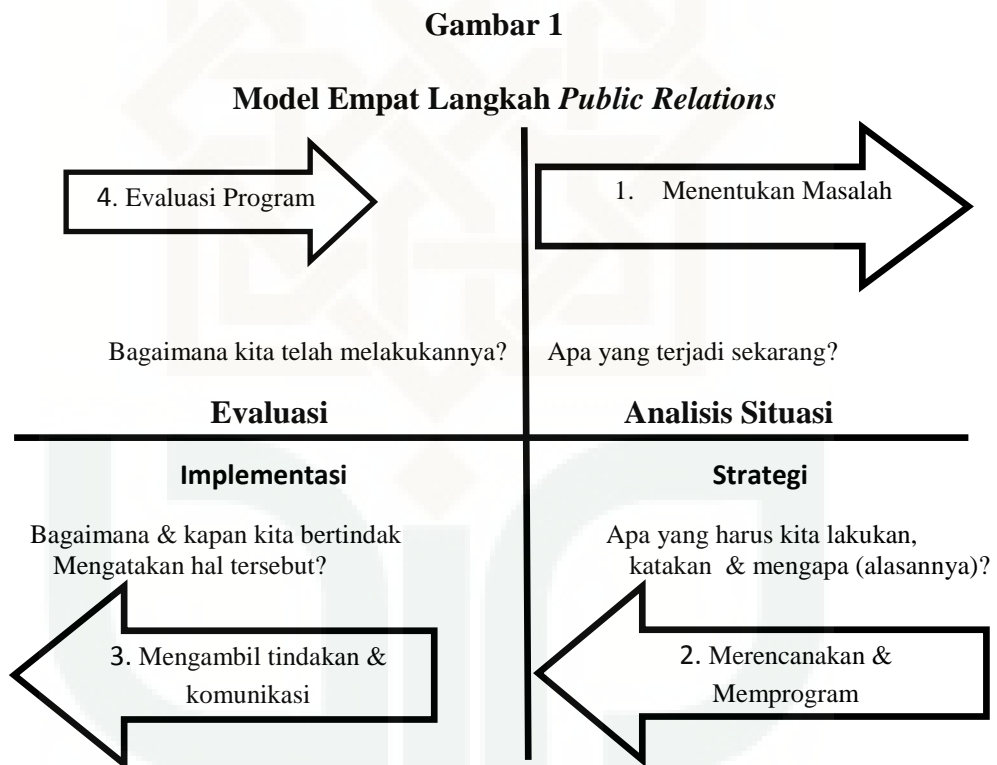 Gambar 1
Model Empat Langkah Public Relations
4. Evaluasi Program
1. Menentukan Masalah
Bagaimana kita telah melakukannya?
Apa yang terjadi sekarang?
Evaluasi
Analisis Situasi
Implementasi
Strategi
Bagaimana & kapan kita bertindak
Mengatakan hal tersebut?
Apa yang harus kita lakukan,
katakan & mengapa (alasannya)?
3. Mengambil tindakan &
komunikasi
2. Merencanakan &
Memprogram